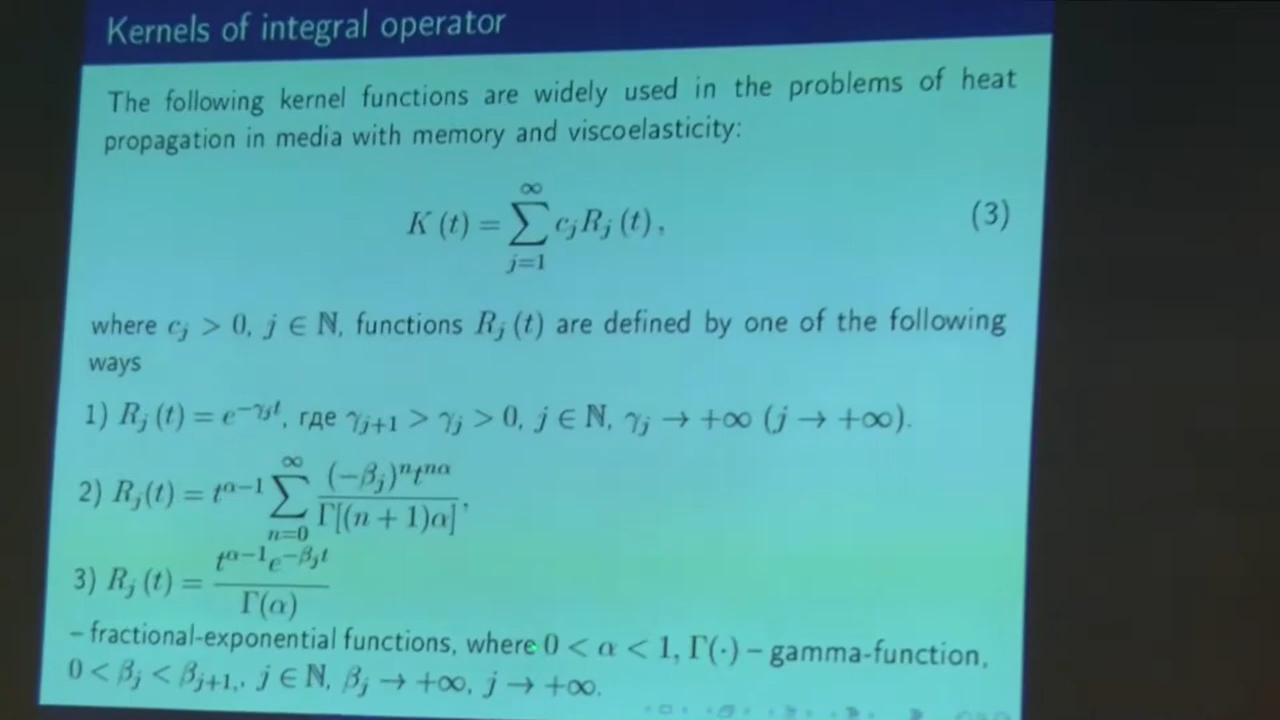 Kernels of integral operator
The following kernel functions are widely used in the problems of heat
propagation in media with memory and viscoelasticity:
K (t) = ∑_{j=1}^{∞} c_j R_j (t) , (3)
where c_j > 0, j ∈ ℕ, functions R_j (t) are defined by one of the following
ways
1) R_j (t) = e^{−γ_j t}, где γ_{j+1} > γ_j > 0, j ∈ ℕ, γ_j → +∞ (j → +∞).
2) R_j(t) = t^{α−1} ∑_{n=0}^{∞} \frac{(−β_j)^n t^{nα}}{Γ[(n + 1)α]},
3) R_j (t) = \frac{t^{α−1} e^{−β_j t}}{Γ(α)}
– fractional-exponential functions, where 0 < α < 1, Γ(·) – gamma-function,
0 < β_j < β_{j+1,}, j ∈ ℕ, β_j → +∞, j → +∞.